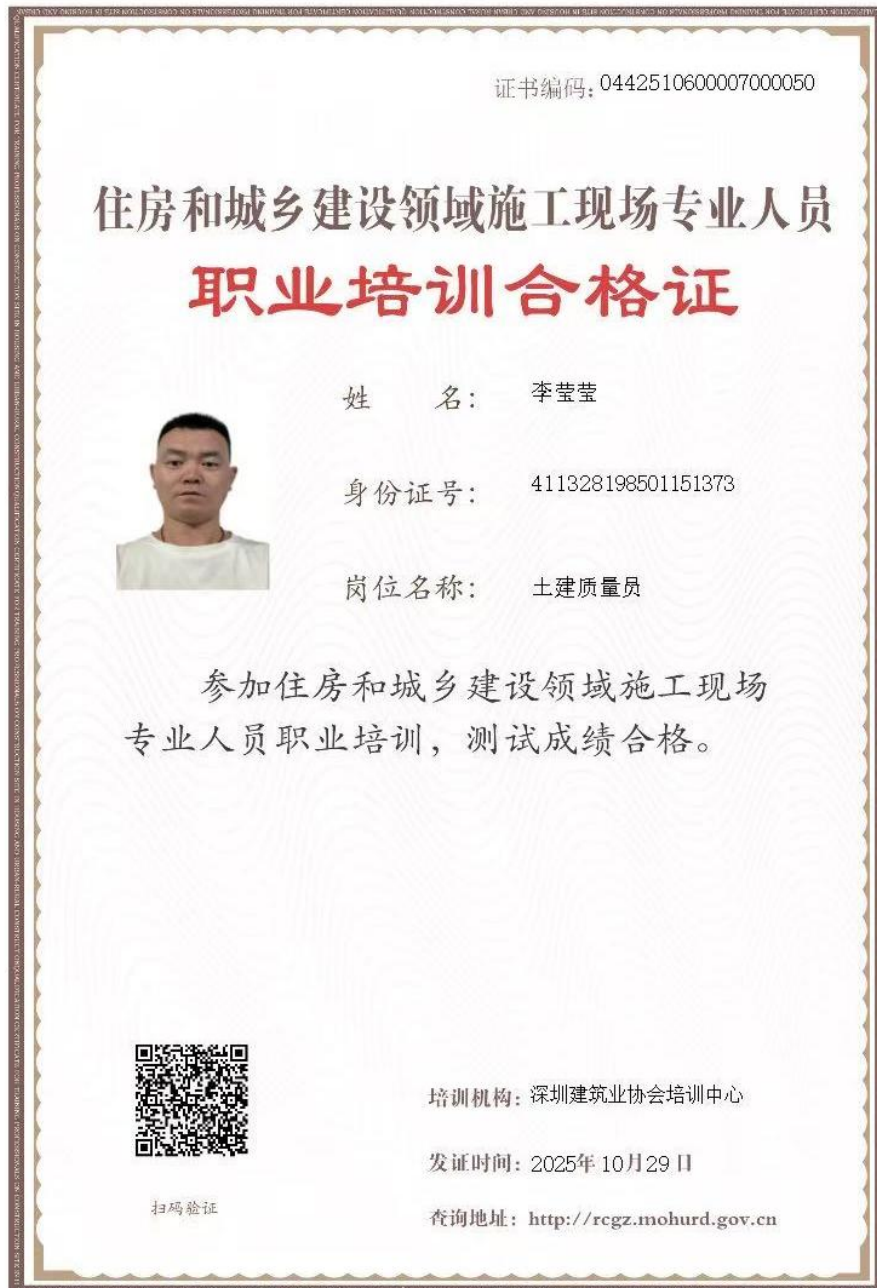 证书编码：0442510600007000050
住房和城乡建设领域施工现场专业人员
职业培训合格证
姓 名： 李莹莹
身份证号： 411328198501151373
岗位名称： 土建质量员
参加住房和城乡建设领域施工现场
专业人员职业培训，测试成绩合格。
培训机构：深圳建筑业协会培训中心
发证时间：2025年10月29日
扫码验证
查询地址：http://rcgz.mohurd.gov.cn